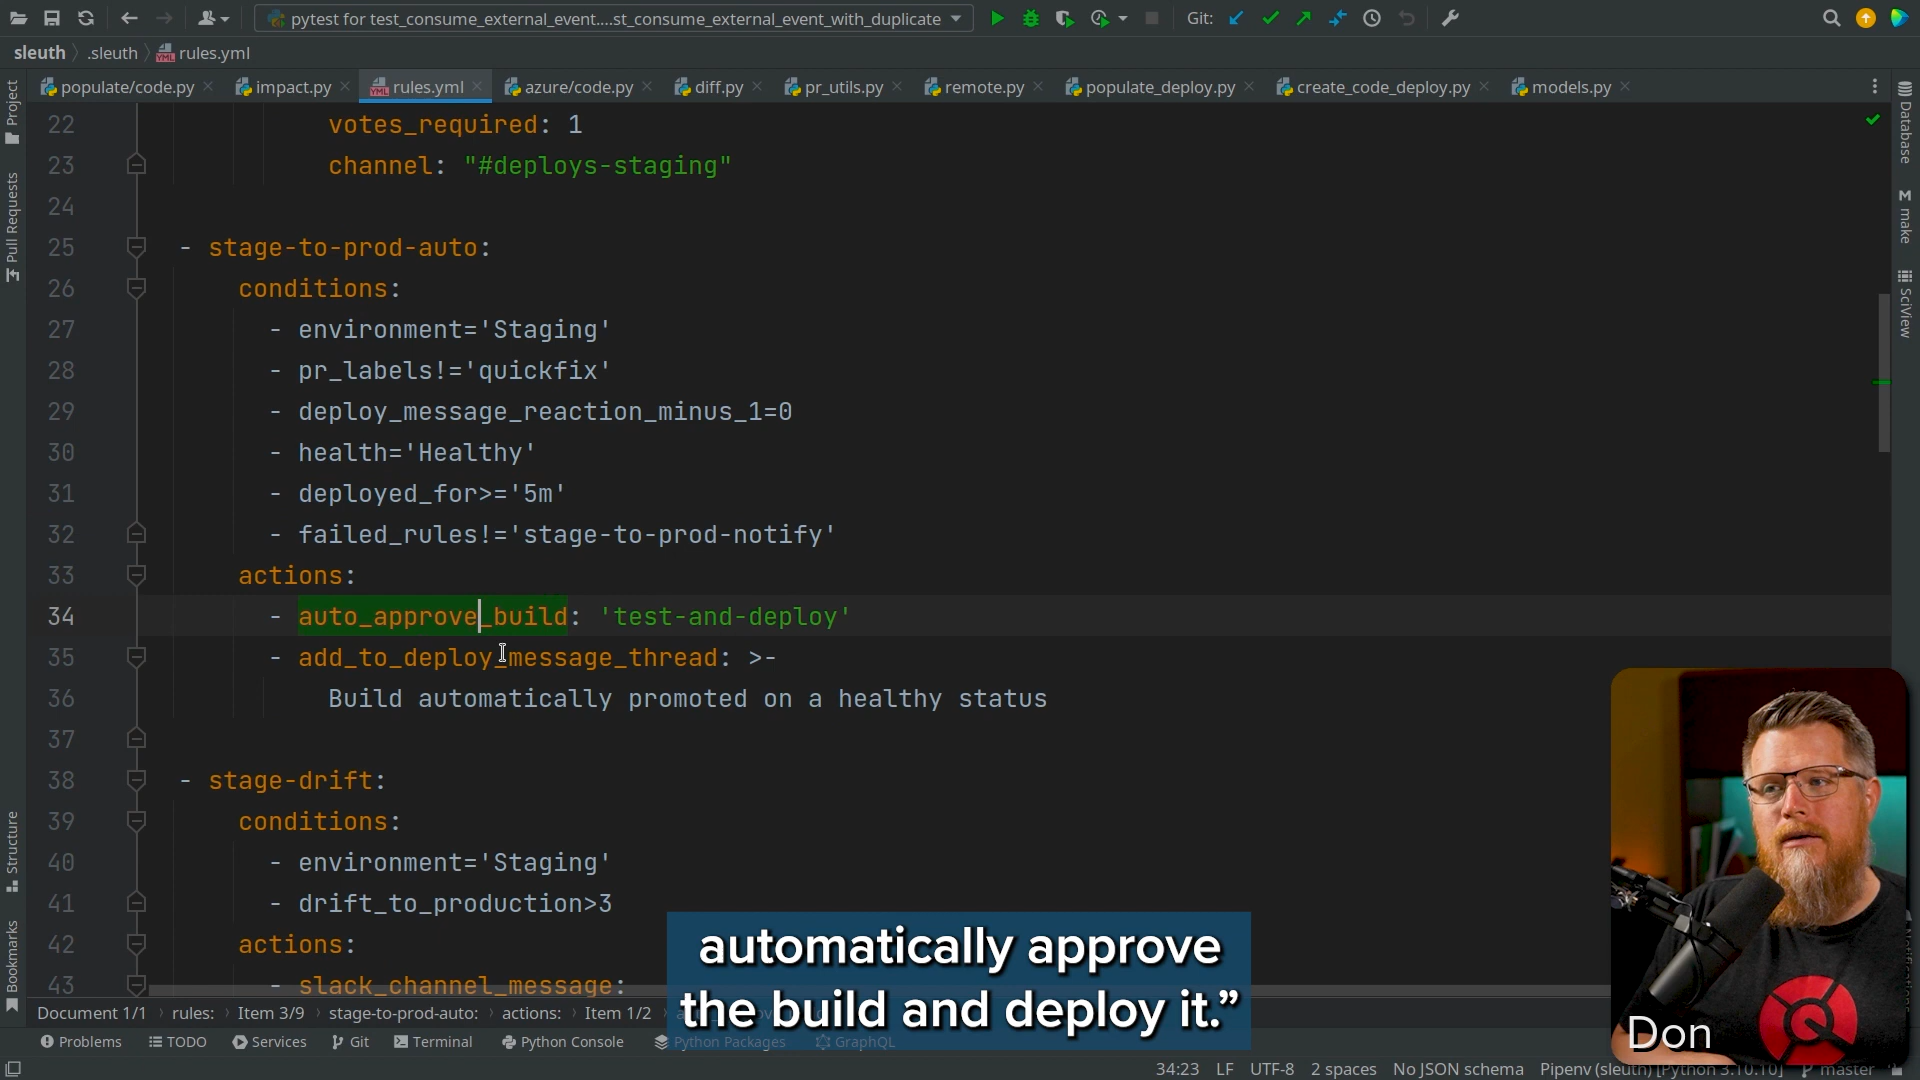 pytest for test_consume_external_event....st_consume_external_event_with_duplicate
Git:
sleuth
.sleuth
rules.yml
populate/code.py
impact.py
rules.yml
azure/code.py
diff.py
pr_utils.py
remote.py
populate_deploy.py
create_code_deploy.py
models.py
Project
Pull Requests
Structure
Bookmarks
Database
make
SciView
22 votes_required: 1
23 channel: "#deploys-staging"
24
25 - stage-to-prod-auto:
26 conditions:
27 - environment='Staging'
28 - pr_labels!='quickfix'
29 - deploy_message_reaction_minus_1=0
30 - health='Healthy'
31 - deployed_for>='5m'
32 - failed_rules!='stage-to-prod-notify'
33 actions:
34 - auto_approve_build: 'test-and-deploy'
35 - add_to_deploy_message_thread: >-
36 Build automatically promoted on a healthy status
37
38 - stage-drift:
39 conditions:
40 - environment='Staging'
41 - drift_to_production>3
42 actions:
43 - slack_channel_message:
automatically approve
the build and deploy it.”
Don
Document 1/1 rules: Item 3/9 stage-to-prod-auto: actions: Item 1/2
Problems TODO Services Git Terminal Python Console Python Packages GraphQL
34:23 LF UTF-8 2 spaces No JSON schema Pipenv (sleuth) [Python 3.10.10] master